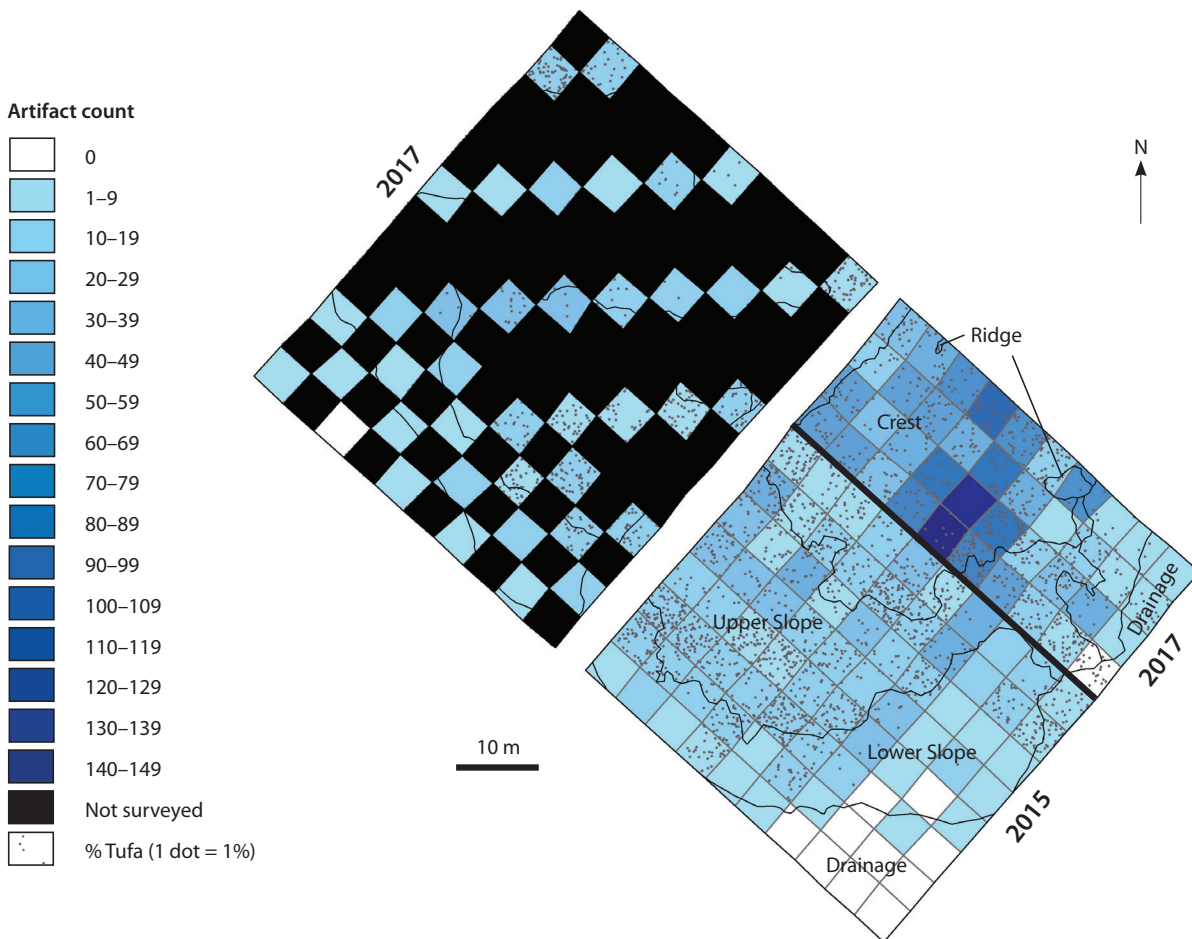 Artifact count
0
1–9
10–19
20–29
30–39
40–49
50–59
60–69
70–79
80–89
90–99
100–109
110–119
120–129
130–139
140–149
Not surveyed
% Tufa (1 dot = 1%)
2017
N
Ridge
Crest
Upper Slope
Drainage
2017
Lower Slope
10 m
2015
Drainage